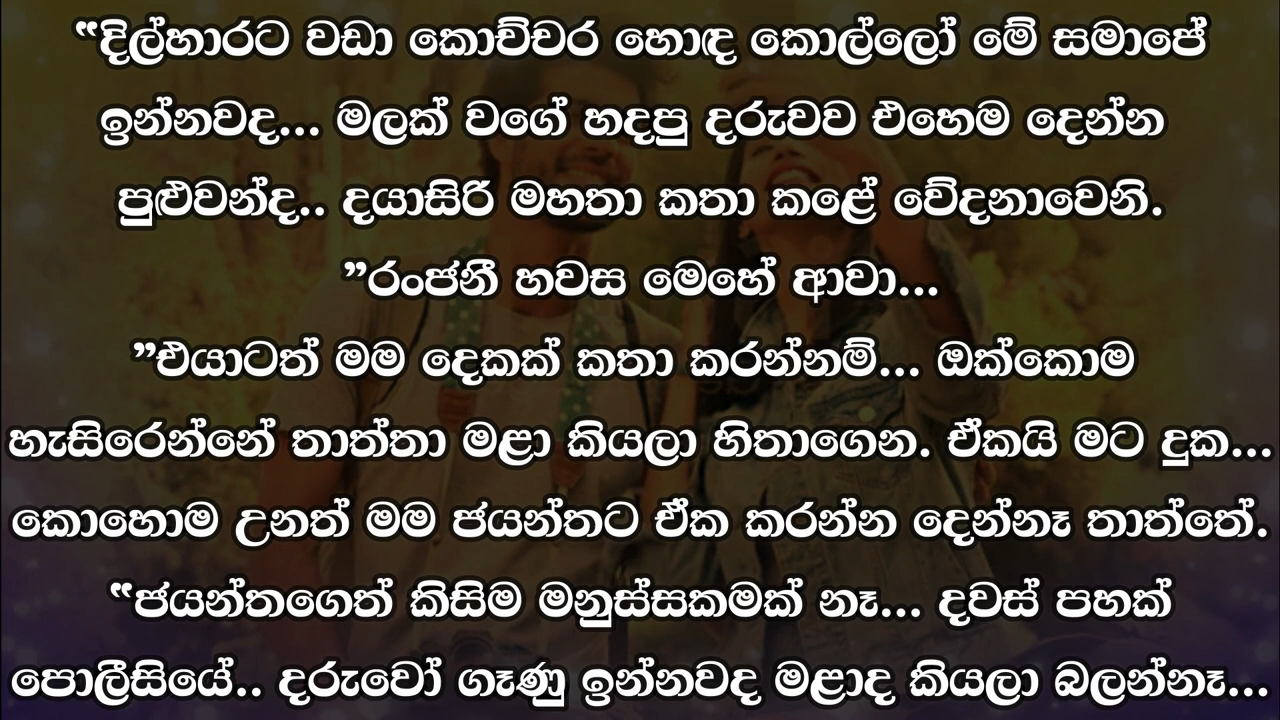 “දිල්හාරට වඩා කොච්චර හොඳ කොල්ලෝ මේ සමාජේ
ඉන්නවද... මලක් වගේ හදපු දරුවව එහෙම දෙන්න
පුළුවන්ද.. දයාසිරි මහතා කතා කළේ වේදනාවෙනි.
”රංජනී හවස මෙහේ ආවා...
”එයාටත් මම දෙකක් කතා කරන්නම්... ඔක්කොම
හැසිරෙන්නේ තාත්තා මළා කියලා හිතාගෙන. ඒකයි මට දුක...
කොහොම උනත් මම ජයන්තට ඒක කරන්න දෙන්නෑ තාත්තේ.
“ජයන්තගෙත් කිසිම මනුස්සකමක් නෑ... දවස් පහක්
පොලීසියේ.. දරුවෝ ගෑණු ඉන්නවද මළාද කියලා බලන්නෑ...